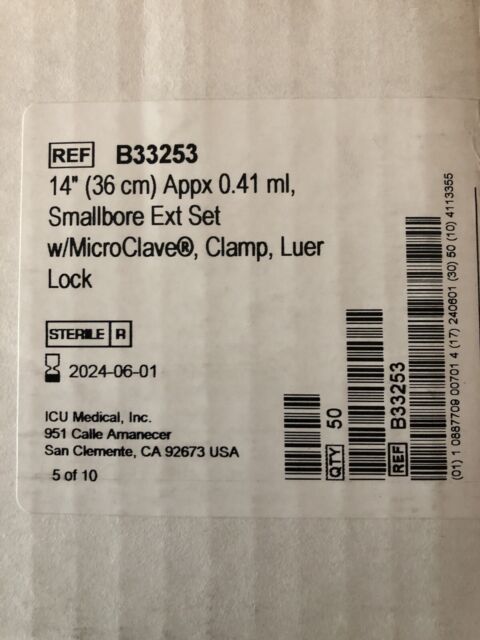 REF B33253
14" (36 cm) Appx 0.41 ml,
Smallbore Ext Set
w/MicroClave®, Clamp, Luer
Lock
STERILE R
2024-06-01
ICU Medical, Inc.
951 Calle Amanecer
San Clemente, CA 92673 USA
5 of 10
QTY 50
REF B33253
(01) 1 0887709 00701 4 (17) 240601 (30) 50 (10) 4113355